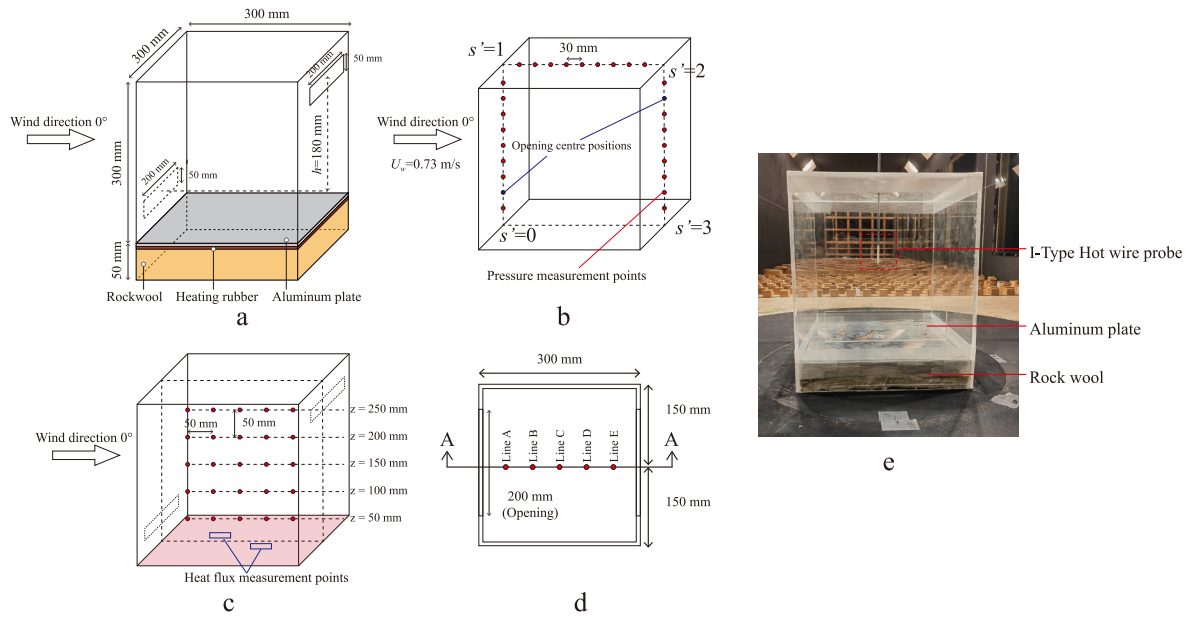 300 mm
300 mm
200 mm
50 mm
Wind direction 0°
300 mm
h=180 mm
200 mm
50 mm
50 mm
Rockwool
Heating rubber
Aluminum plate
a
s'=1
30 mm
s'=2
Wind direction 0°
U_w=0.73 m/s
Opening centre positions
s'=0
s'=3
Pressure measurement points
b
I-Type Hot wire probe
Aluminum plate
Rock wool
e
Wind direction 0°
50 mm
50 mm
z = 250 mm
z = 200 mm
z = 150 mm
z = 100 mm
z = 50 mm
Heat flux measurement points
c
300 mm
150 mm
A
Line A
Line B
Line C
Line D
Line E
A
200 mm
(Opening)
150 mm
d